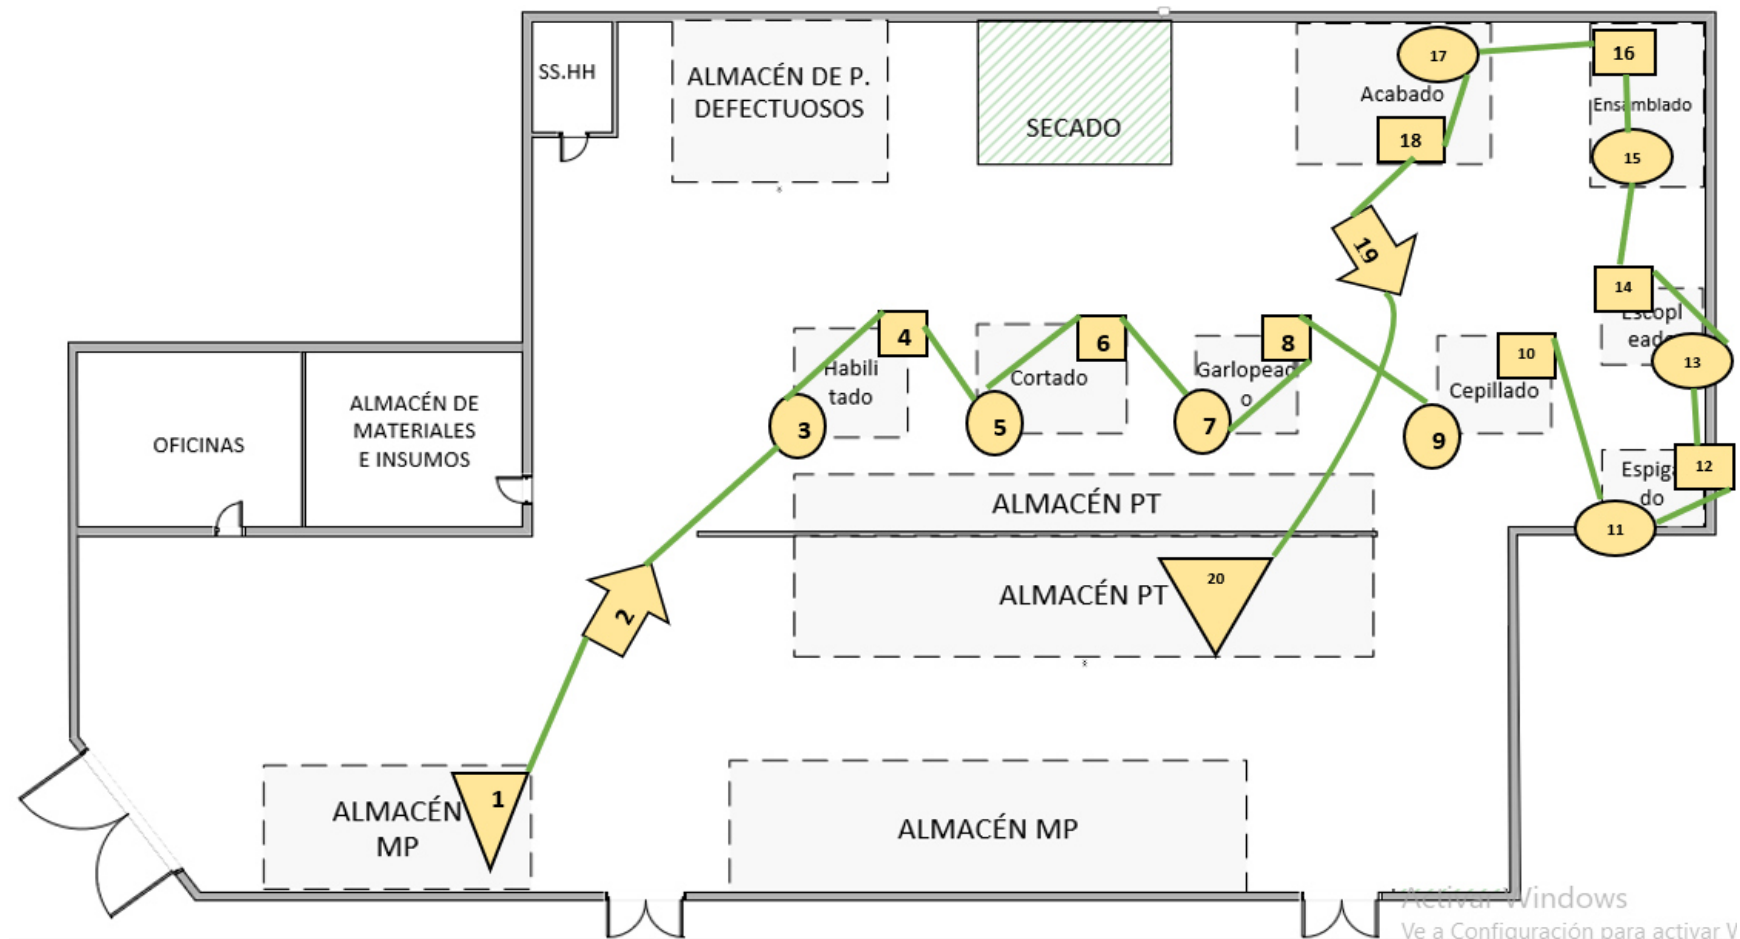 SS.HH
ALMACÉN DE P.
DEFECTUOSOS
SECADO
17
Acabado
18
16
Ensamblado
15
19
14
Escopl
eado
13
4
Habili
tado
3
6
Cortado
5
8
Garlopead
o
7
10
Cepillado
9
12
Espiga
do
11
OFICINAS
ALMACÉN DE
MATERIALES
E INSUMOS
ALMACÉN PT
ALMACÉN PT
20
2
ALMACÉN
MP
1
ALMACÉN MP
Activar Windows
Ve a Configuración para activar W